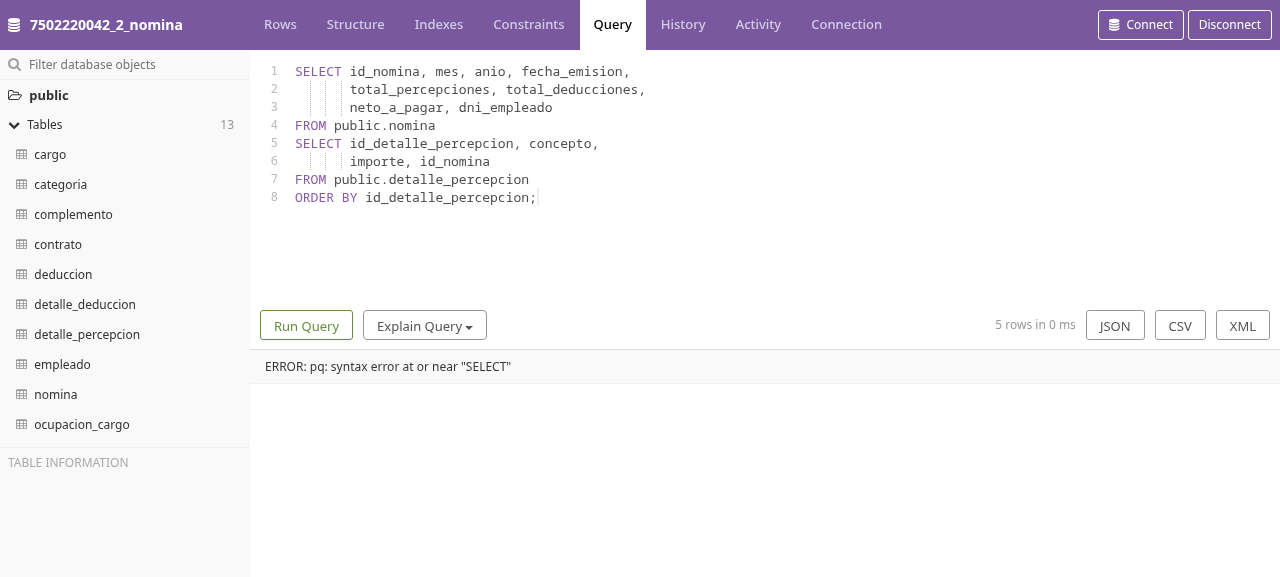 7502220042_2_nomina
Rows Structure Indexes Constraints Query History Activity Connection
Connect Disconnect
Filter database objects
public
Tables 13
cargo
categoria
complemento
contrato
deduccion
detalle_deduccion
detalle_percepcion
empleado
nomina
ocupacion_cargo
TABLE INFORMATION
1 SELECT id_nomina, mes, anio, fecha_emision,
2 total_percepciones, total_deducciones,
3 neto_a_pagar, dni_empleado
4 FROM public.nomina
5 SELECT id_detalle_percepcion, concepto,
6 importe, id_nomina
7 FROM public.detalle_percepcion
8 ORDER BY id_detalle_percepcion;
Run Query Explain Query 5 rows in 0 ms JSON CSV XML
ERROR: pq: syntax error at or near "SELECT"